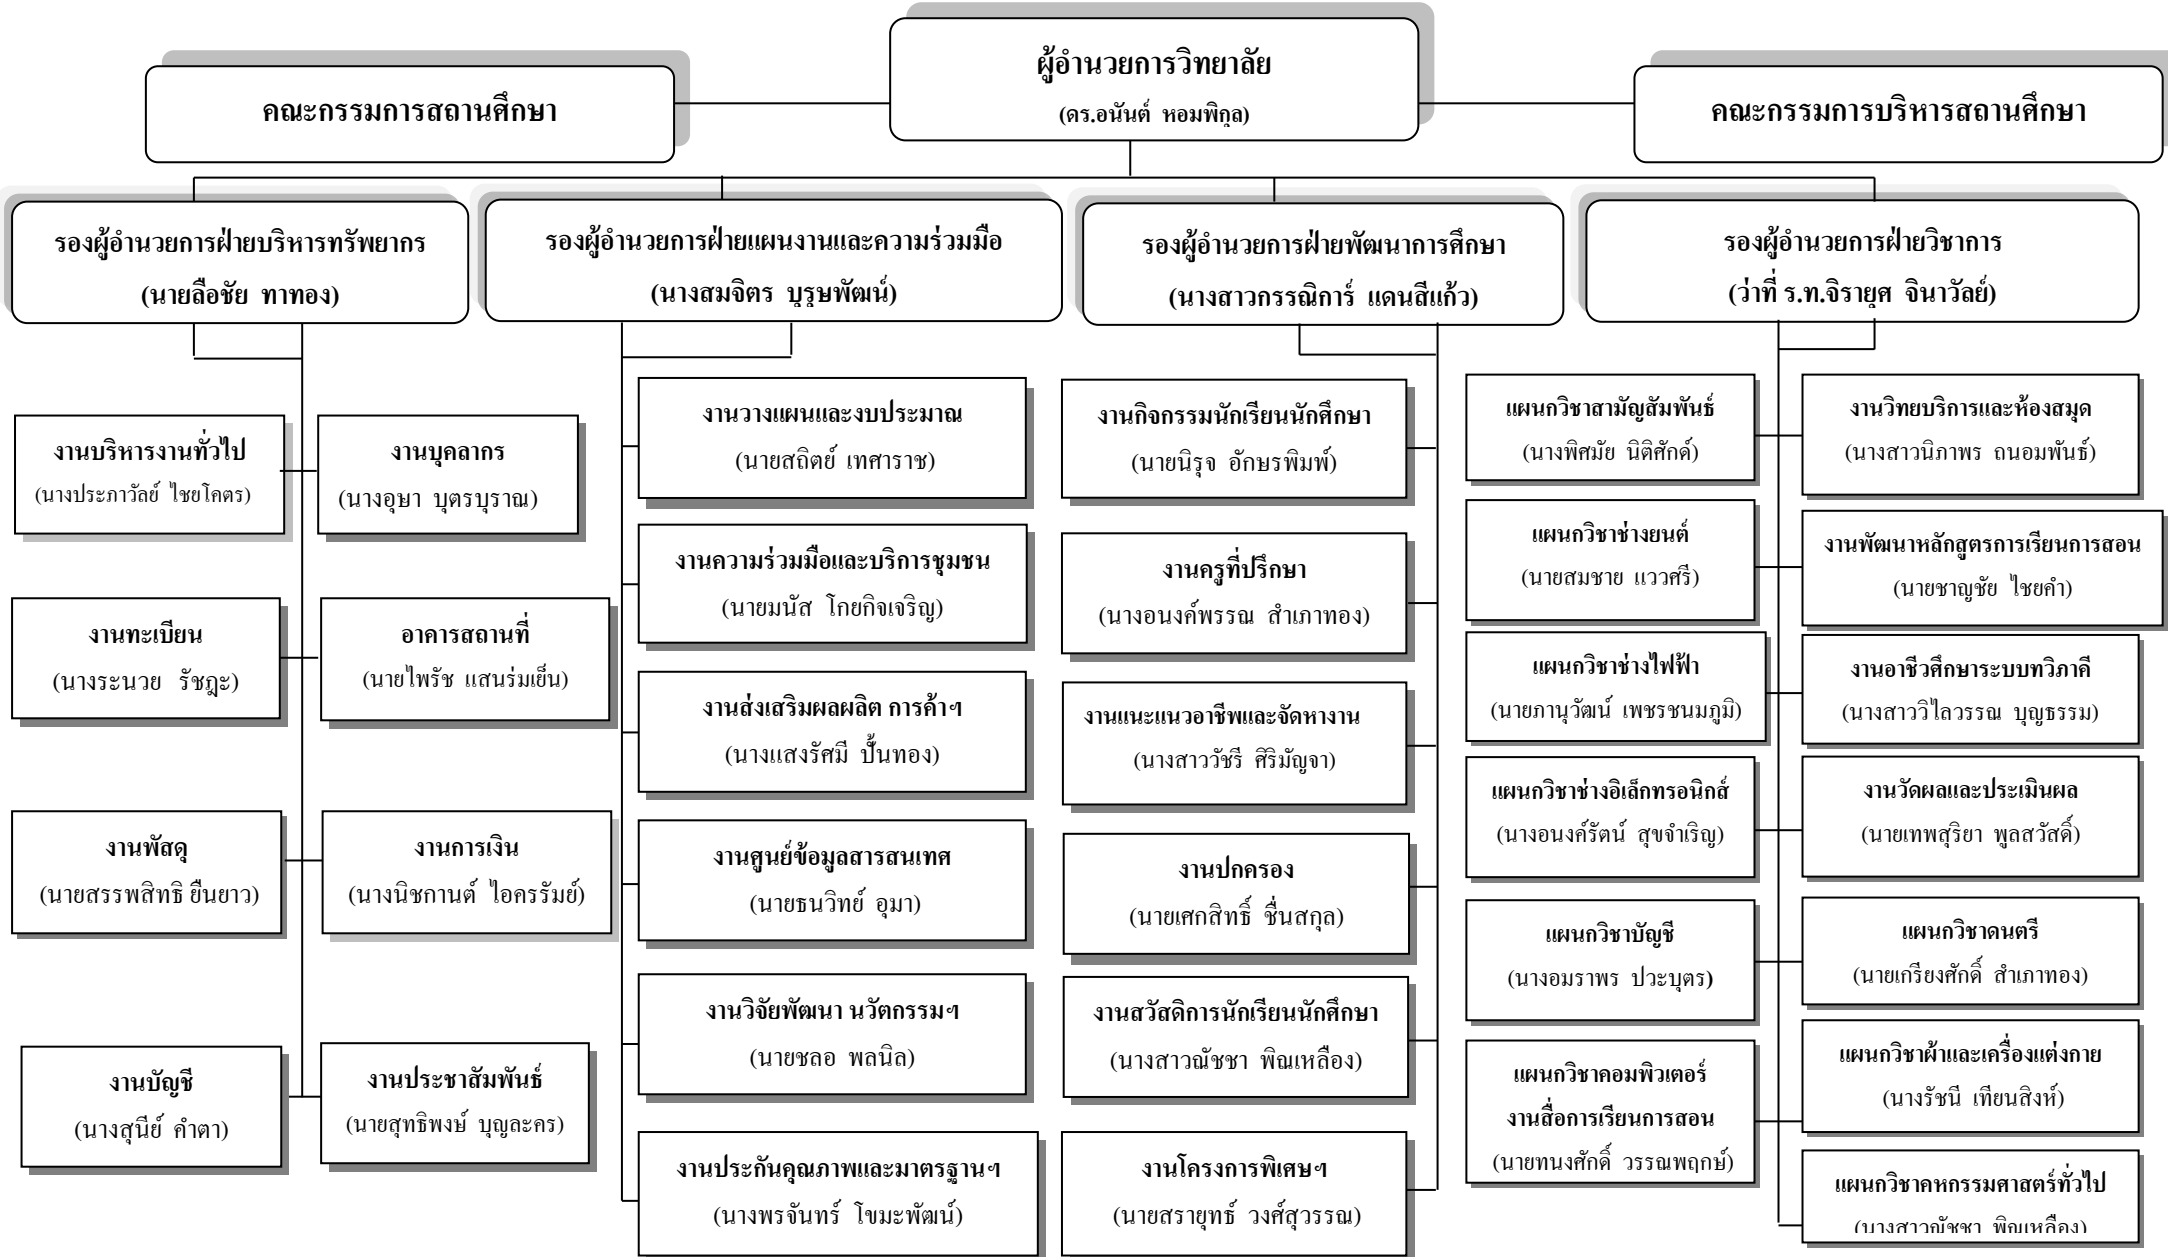 ผู้อำนวยการวิทยาลัย
(ดร.อนันต์ หอมพิกุล)
คณะกรรมการสถานศึกษา
คณะกรรมการบริหารสถานศึกษา
รองผู้อำนวยการฝ่ายบริหารทรัพยากร
(นายลือชัย ทาทอง)
รองผู้อำนวยการฝ่ายแผนงานและความร่วมมือ
(นางสมจิตร บุรุษพัฒน์)
รองผู้อำนวยการฝ่ายพัฒนาการศึกษา
(นางสาวกรรณิการ์ แดนสีแก้ว)
รองผู้อำนวยการฝ่ายวิชาการ
(ว่าที่ ร.ท.จิรายุศ จินาวัลย์)
งานบริหารงานทั่วไป
(นางประภาวัลย์ ไชยโคตร)
งานบุคลากร
(นางอุษา บุตรบุราณ)
งานทะเบียน
(นางระนวย รัชฎะ)
อาคารสถานที่
(นายไพรัช แสนร่มเย็น)
งานพัสดุ
(นายสรรพสิทธิ ยืนยาว)
งานการเงิน
(นางนิชกานต์ ไอครรัมย์)
งานบัญชี
(นางสุนีย์ คำตา)
งานประชาสัมพันธ์
(นายสุทธิพงษ์ บุญละคร)
งานวางแผนและงบประมาณ
(นายสถิตย์ เทศาราช)
งานความร่วมมือและบริการชุมชน
(นายมนัส โกยกิจเจริญ)
งานส่งเสริมผลผลิต การค้าฯ
(นางแสงรัศมี ปั้นทอง)
งานศูนย์ข้อมูลสารสนเทศ
(นายธนวิทย์ อุมา)
งานวิจัยพัฒนา นวัตกรรมฯ
(นายชลอ พลนิล)
งานประกันคุณภาพและมาตรฐานฯ
(นางพรจันทร์ โขมะพัฒน์)
งานกิจกรรมนักเรียนนักศึกษา
(นายนิรุจ อักษรพิมพ์)
งานครูที่ปรึกษา
(นางอนงค์พรรณ สำเภาทอง)
งานแนะแนวอาชีพและจัดหางาน
(นางสาววัชรี ศิริมัญจา)
งานปกครอง
(นายเศกสิทธิ์ ชื่นสกุล)
งานสวัสดิการนักเรียนนักศึกษา
(นางสาวณัชชา พิณเหลือง)
งานโครงการพิเศษฯ
(นายสรายุทธ์ วงศ์สุวรรณ)
แผนกวิชาสามัญสัมพันธ์
(นางพิศมัย นิติศักด์)
งานวิทยบริการและห้องสมุด
(นางสาวนิภาพร ถนอมพันธ์)
แผนกวิชาช่างยนต์
(นายสมชาย แววศรี)
งานพัฒนาหลักสูตรการเรียนการสอน
(นายชาญชัย ไชยคำ)
แผนกวิชาช่างไฟฟ้า
(นายภานุวัฒน์ เพชรชนมภูมิ)
งานอาชีวศึกษาระบบทวิภาคี
(นางสาววิไลวรรณ บุญธรรม)
แผนกวิชาช่างอิเล็กทรอนิกส์
(นางอนงค์รัตน์ สุขจำเริญ)
งานวัดผลและประเมินผล
(นายเทพสุริยา พูลสวัสดิ์)
แผนกวิชาบัญชี
(นางอมราพร ปวะบุตร)
แผนกวิชาดนตรี
(นายเกรียงศักดิ์ สำเภาทอง)
แผนกวิชาคอมพิวเตอร์
งานสื่อการเรียนการสอน
(นายทนงศักดิ์ วรรณพฤกษ์)
แผนกวิชาผ้าและเครื่องแต่งกาย
(นางรัชนี เทียนสิงห์)
แผนกวิชาคหกรรมศาสตร์ทั่วไป
(นางสาวณัชชา พิณเหลือง)